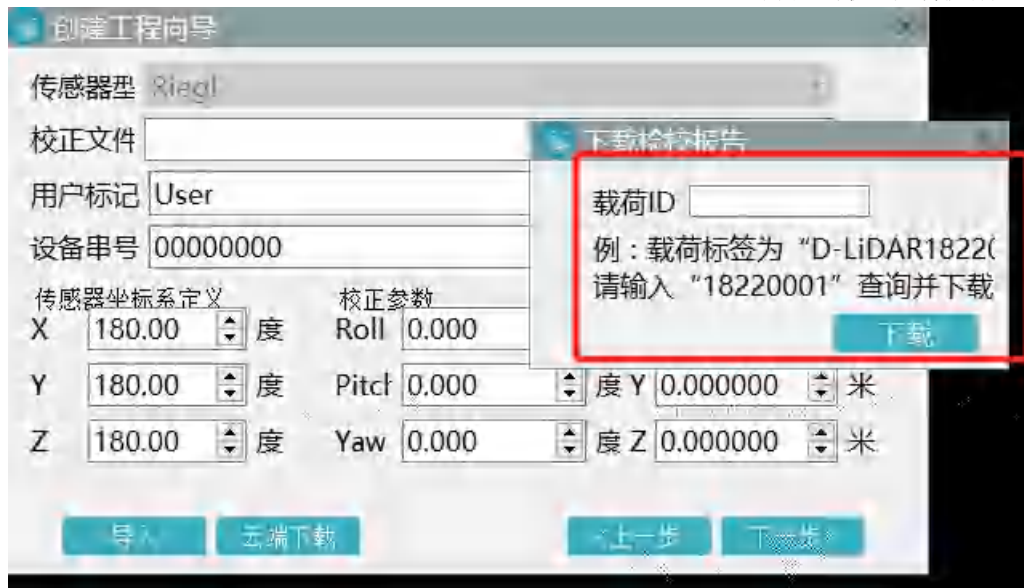 创建工程向导
传感器型 Riegl
校正文件
下载检校报告
用户标记 User
载荷ID
设备串号 00000000
例：载荷标签为 “D-LiDAR1822
请输入 “18220001” 查询并下载
下载
传感器坐标系定义 校正参数
X 180.00 度 Roll 0.000
Y 180.00 度 Pitch 0.000 度 Y 0.000000 米
Z 180.00 度 Yaw 0.000 度 Z 0.000000 米
导入 云端下载 <上一步 下一步>